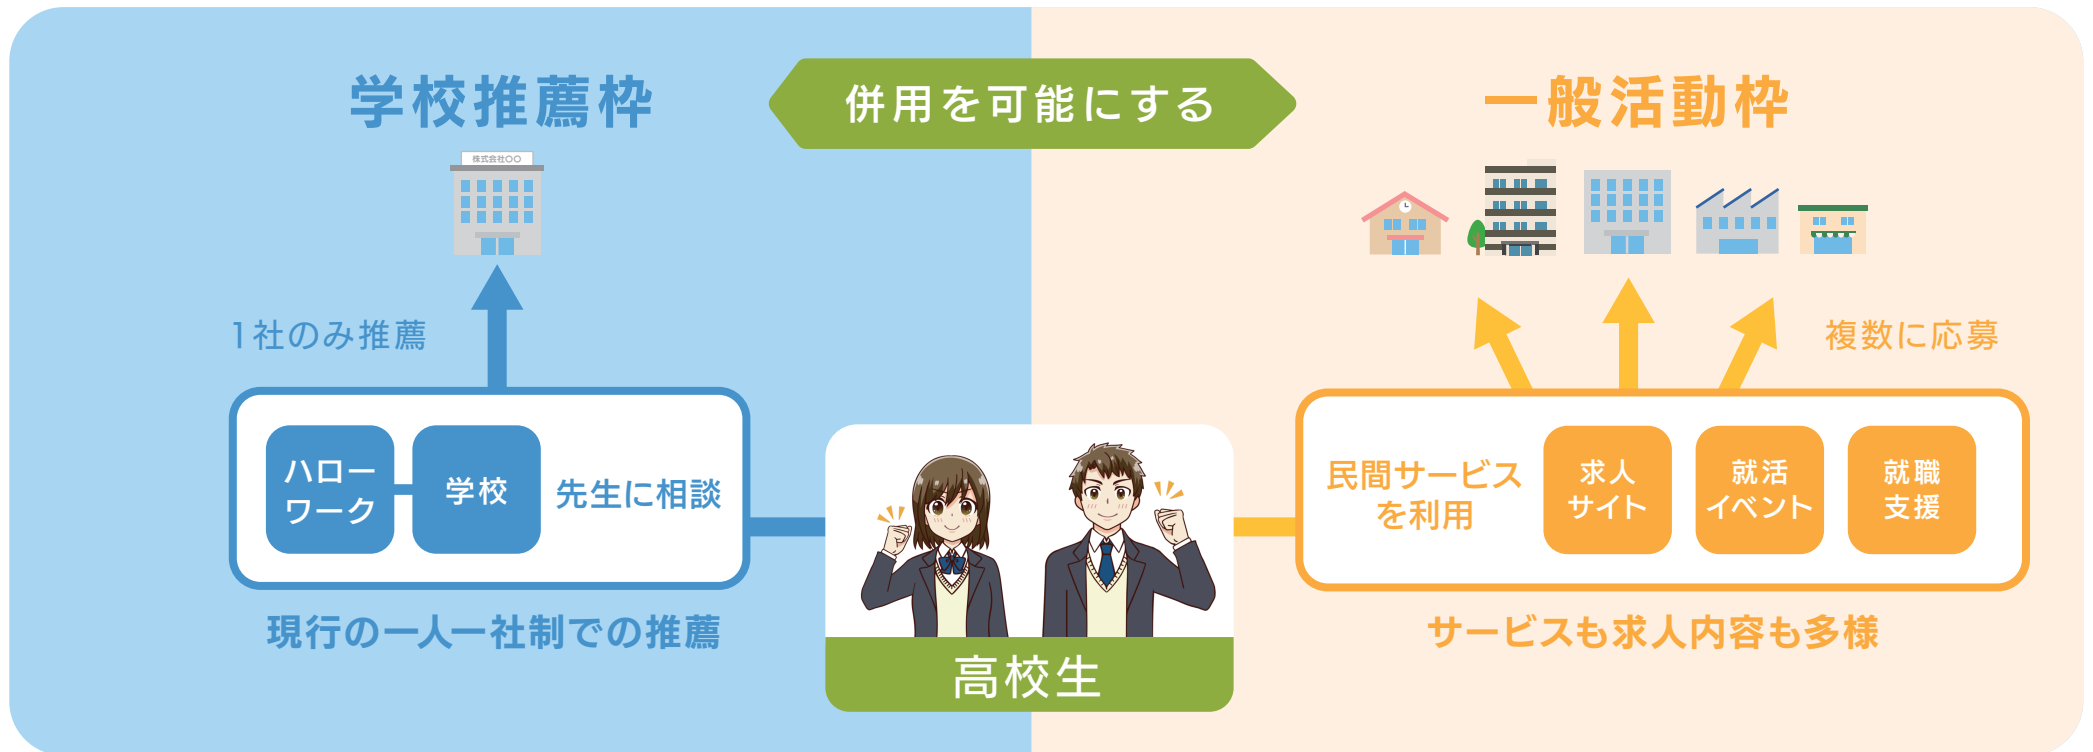 学校推薦枠
併用を可能にする
一般活動枠
株式会社〇〇
1社のみ推薦
複数に応募
ハロー
ワーク
学校
先生に相談
民間サービス
を利用
求人
サイト
就活
イベント
就職
支援
現行の一人一社制での推薦
高校生
サービスも求人内容も多様